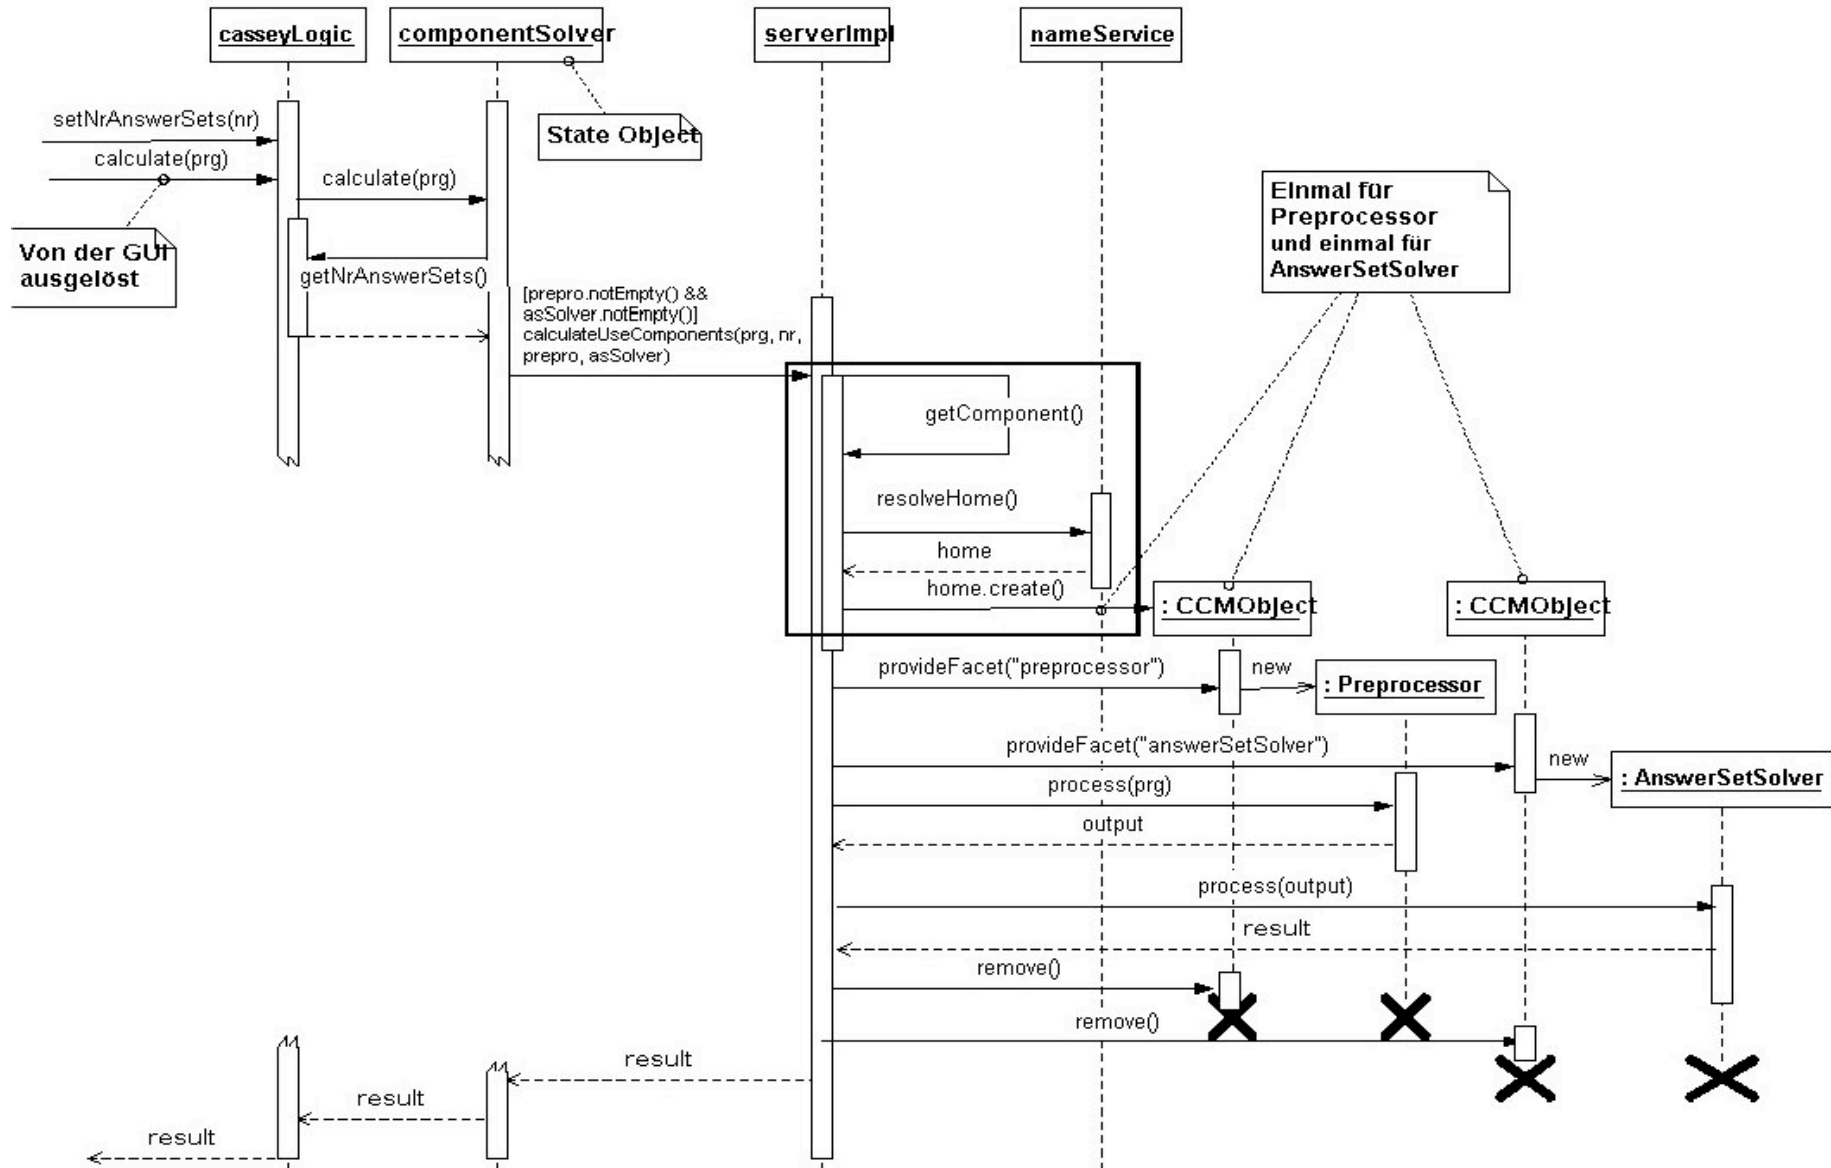 casseyLogic
componentSolver
serverImpl
nameService
State Object
setNrAnswerSets(nr)
calculate(prg)
calculate(prg)
Von der GUI
ausgelöst
getNrAnswerSets()
[prepro.notEmpty() &&
asSolver.notEmpty()]
calculateUseComponents(prg, nr,
prepro, asSolver)
Einmal für
Preprocessor
und einmal für
AnswerSetSolver
getComponent()
resolveHome()
home
home.create()
: CCMObject
: CCMObject
provideFacet("preprocessor")
new
: Preprocessor
provideFacet("answerSetSolver")
new
: AnswerSetSolver
process(prg)
output
process(output)
result
remove()
remove()
result
result
result